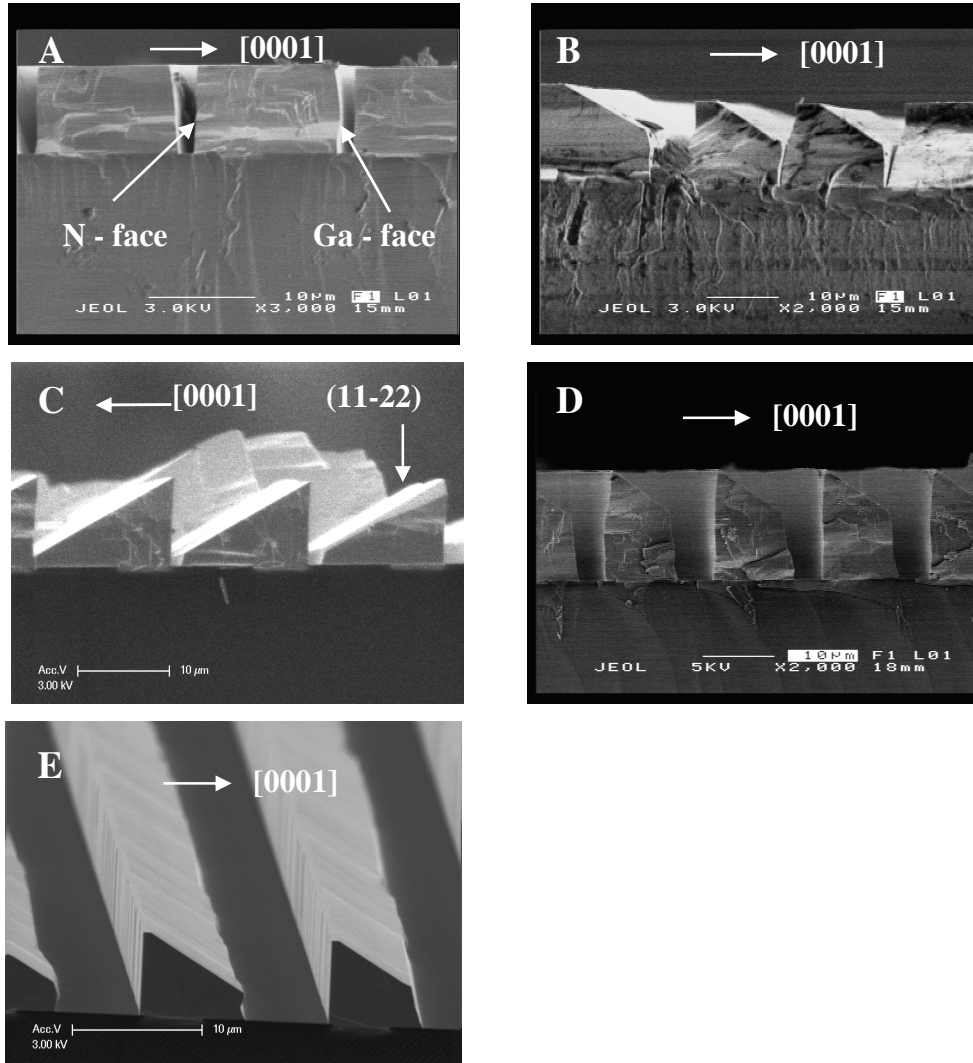 A
[0001]
N - face
Ga - face
10μm F1 L01
JEOL 3.0KV X3,000 15mm
B
[0001]
10μm F1 L01
JEOL 3.0KV X2,000 15mm
C
[0001]
(11-22)
Acc.V 10 μm
3.00 kV
D
[0001]
10μm F1 L01
JEOL 5KV X2,000 18mm
E
[0001]
Acc.V 10 μm
3.00 kV